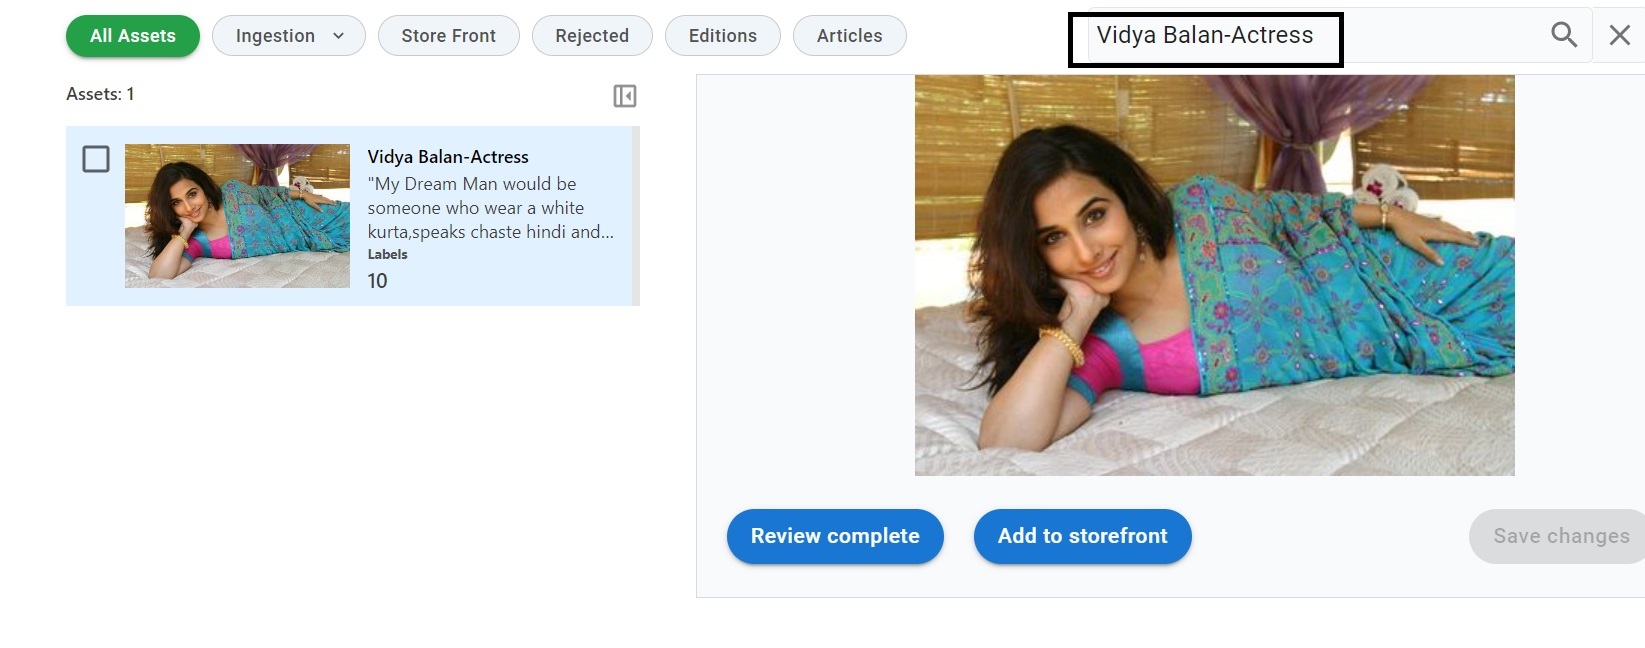 All Assets
Ingestion
Store Front
Rejected
Editions
Articles
Vidya Balan-Actress
Assets: 1
Vidya Balan-Actress
"My Dream Man would be
someone who wear a white
kurta,speaks chaste hindi and...
Labels
10
Review complete
Add to storefront
Save changes